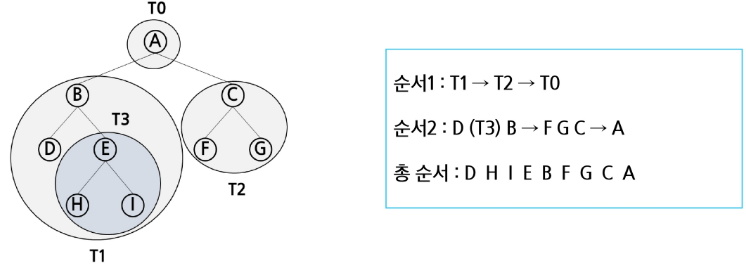 T0
A
B
C
T3
D
E
F
G
T2
H
I
T1
순서1 : T1 → T2 → T0
순서2 : D (T3) B → F G C → A
총 순서 : D H I E B F G C A